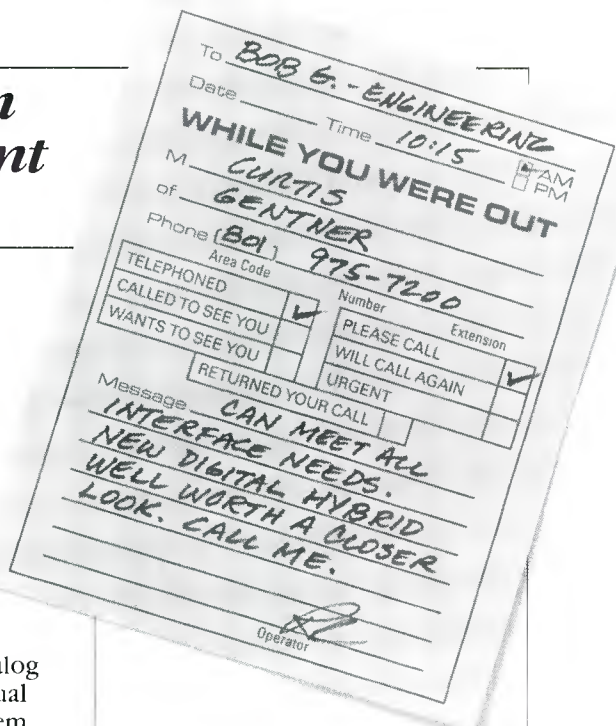 n
nt
To BOB G. - ENGINEERING
Date Time 10:15 AM
PM
WHILE YOU WERE OUT
M CURTIS
of GENTNER
Phone (801) 975-7200
Area Code Number Extension
TELEPHONED ✓ PLEASE CALL ✓
CALLED TO SEE YOU WILL CALL AGAIN
WANTS TO SEE YOU URGENT
RETURNED YOUR CALL
Message CAN MEET ALL
INTERFACE NEEDS.
NEW DIGITAL HYBRID
WELL WORTH A CLOSER
LOOK. CALL ME.
Operator
alog
ual
em